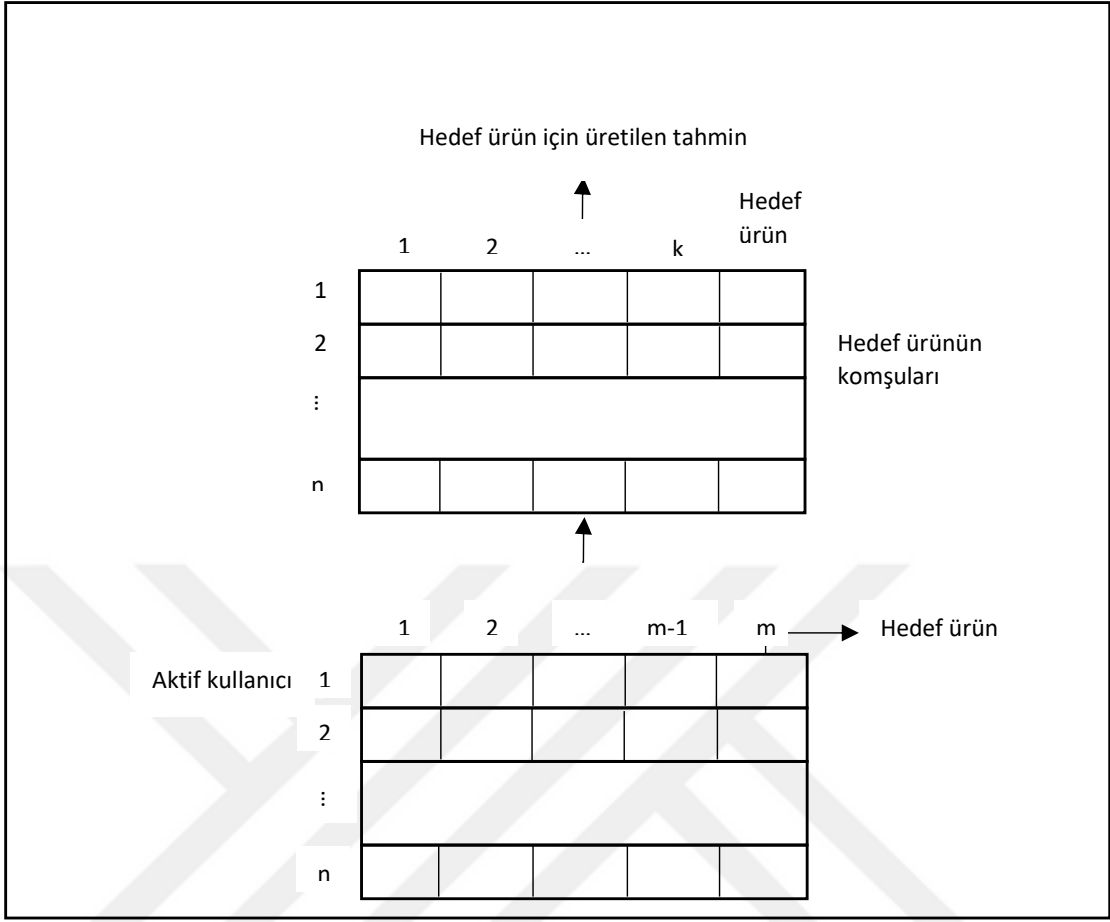 Hedef ürün için üretilen tahmin
Hedef
ürün
1 2 ... k
1
2
Hedef ürünün
komşuları
⋮
n
1 2 ... m-1 m Hedef ürün
Aktif kullanıcı 1
2
⋮
n